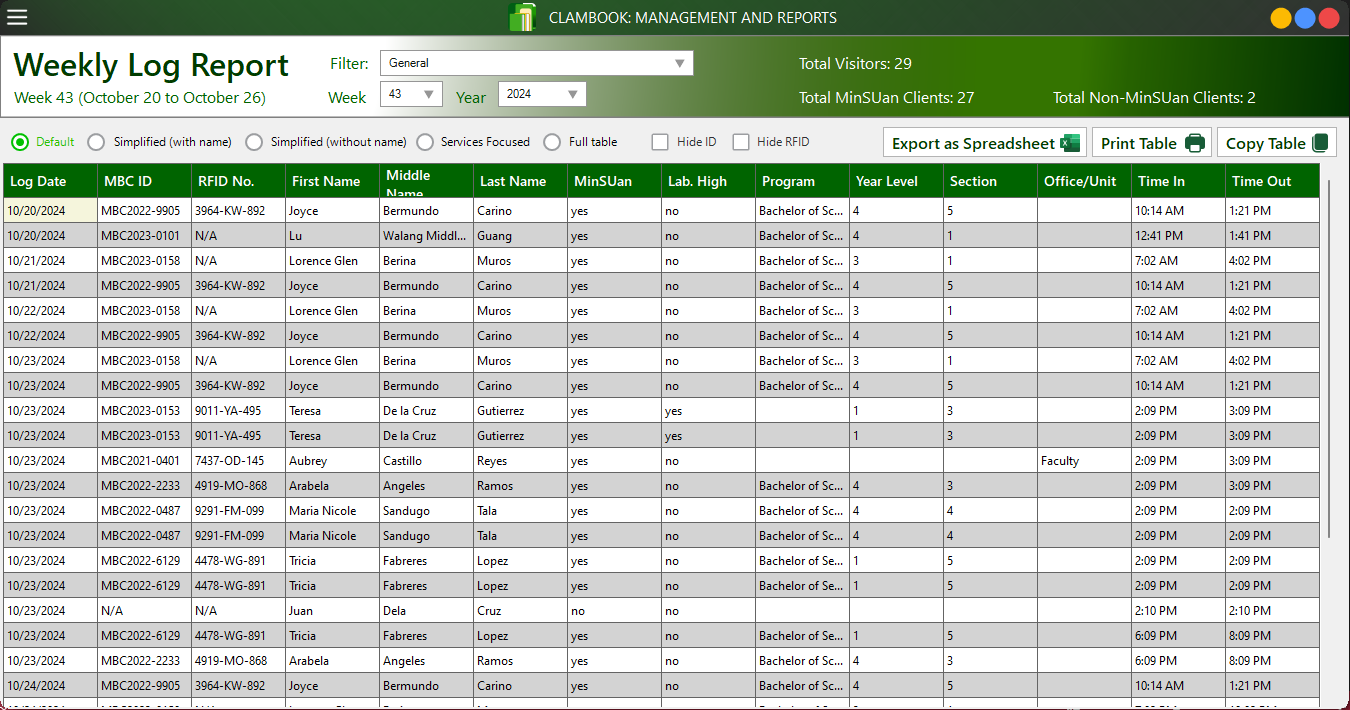 CLAMBOOK: MANAGEMENT AND REPORTS
Weekly Log Report
Week 43 (October 20 to October 26)
Filter: General
Week 43 Year 2024
Total Visitors: 29
Total MinSUan Clients: 27 Total Non-MinSUan Clients: 2
Default Simplified (with name) Simplified (without name) Services Focused Full table Hide ID Hide RFID Export as Spreadsheet Print Table Copy Table
Log Date MBC ID RFID No. First Name Middle Name Last Name MinSUan Lab. High Program Year Level Section Office/Unit Time In Time Out
10/20/2024 MBC2022-9905 3964-KW-892 Joyce Bermundo Carino yes no Bachelor of Sc... 4 5 10:14 AM 1:21 PM
10/20/2024 MBC2023-0101 N/A Lu Walang Middl... Guang yes no Bachelor of Sc... 4 1 12:41 PM 1:41 PM
10/21/2024 MBC2023-0158 N/A Lorence Glen Berina Muros yes no Bachelor of Sc... 3 1 7:02 AM 4:02 PM
10/21/2024 MBC2022-9905 3964-KW-892 Joyce Bermundo Carino yes no Bachelor of Sc... 4 5 10:14 AM 1:21 PM
10/22/2024 MBC2023-0158 N/A Lorence Glen Berina Muros yes no Bachelor of Sc... 3 1 7:02 AM 4:02 PM
10/22/2024 MBC2022-9905 3964-KW-892 Joyce Bermundo Carino yes no Bachelor of Sc... 4 5 10:14 AM 1:21 PM
10/23/2024 MBC2023-0158 N/A Lorence Glen Berina Muros yes no Bachelor of Sc... 3 1 7:02 AM 4:02 PM
10/23/2024 MBC2022-9905 3964-KW-892 Joyce Bermundo Carino yes no Bachelor of Sc... 4 5 10:14 AM 1:21 PM
10/23/2024 MBC2023-0153 9011-YA-495 Teresa De la Cruz Gutierrez yes yes 1 3 2:09 PM 3:09 PM
10/23/2024 MBC2023-0153 9011-YA-495 Teresa De la Cruz Gutierrez yes yes 1 3 2:09 PM 3:09 PM
10/23/2024 MBC2021-0401 7437-OD-145 Aubrey Castillo Reyes yes no Faculty 2:09 PM 3:09 PM
10/23/2024 MBC2022-2233 4919-MO-868 Arabela Angeles Ramos yes no Bachelor of Sc... 4 3 2:09 PM 3:09 PM
10/23/2024 MBC2022-0487 9291-FM-099 Maria Nicole Sandugo Tala yes no Bachelor of Sc... 4 4 2:09 PM 2:09 PM
10/23/2024 MBC2022-0487 9291-FM-099 Maria Nicole Sandugo Tala yes no Bachelor of Sc... 4 4 2:09 PM 2:09 PM
10/23/2024 MBC2022-6129 4478-WG-891 Tricia Fabreres Lopez yes no Bachelor of Se... 1 5 2:09 PM 2:09 PM
10/23/2024 MBC2022-6129 4478-WG-891 Tricia Fabreres Lopez yes no Bachelor of Se... 1 5 2:09 PM 2:09 PM
10/23/2024 N/A N/A Juan Dela Cruz no no 2:10 PM 2:10 PM
10/23/2024 MBC2022-6129 4478-WG-891 Tricia Fabreres Lopez yes no Bachelor of Se... 1 5 6:09 PM 8:09 PM
10/23/2024 MBC2022-2233 4919-MO-868 Arabela Angeles Ramos yes no Bachelor of Sc... 4 3 6:09 PM 8:09 PM
10/24/2024 MBC2022-9905 3964-KW-892 Joyce Bermundo Carino yes no Bachelor of Sc... 4 5 10:14 AM 1:21 PM